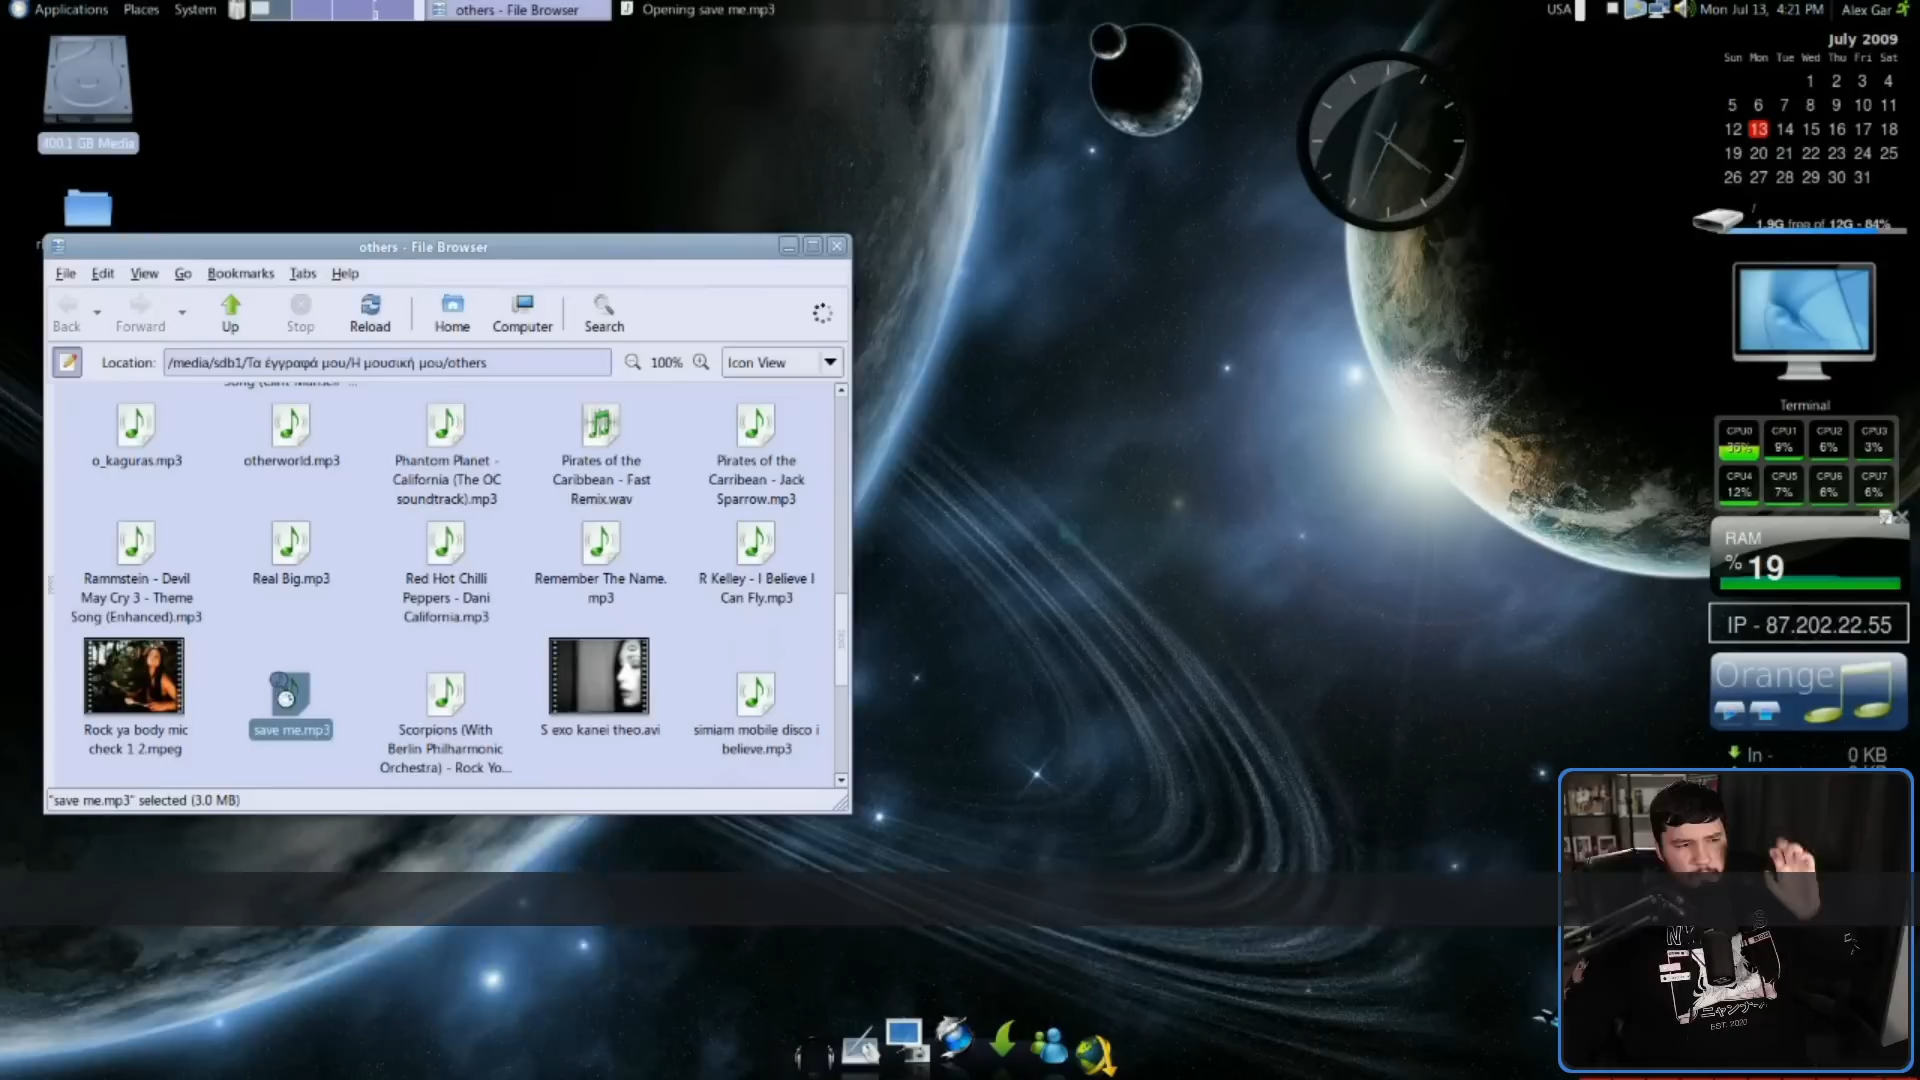 Applications Places System
others - File Browser
Opening save me.mp3
USA
Mon Jul 13, 4:21 PM
Alex Gar
July 2009
Sun Mon Tue Wed Thu Fri Sat
1 2 3 4
5 6 7 8 9 10 11
12 13 14 15 16 17 18
19 20 21 22 23 24 25
26 27 28 29 30 31
/
1.9G free of 12G - 84%
400.1 GB Media
others - File Browser
File Edit View Go Bookmarks Tabs Help
Back Forward Up Stop Reload Home Computer Search
Location: /media/sdb1/Τα έγγραφά μου/Η μουσική μου/others 100% Icon View
o_kaguras.mp3
otherworld.mp3
Phantom Planet -
California (The OC
soundtrack).mp3
Pirates of the
Caribbean - Fast
Remix.wav
Pirates of the
Carribean - Jack
Sparrow.mp3
Rammstein - Devil
May Cry 3 - Theme
Song (Enhanced).mp3
Real Big.mp3
Red Hot Chilli
Peppers - Dani
California.mp3
Remember The Name.
mp3
R Kelley - I Believe I
Can Fly.mp3
Rock ya body mic
check 1 2.mpeg
save me.mp3
Scorpions (With
Berlin Philharmonic
Orchestra) - Rock Yo...
S exo kanei theo.avi
simiam mobile disco i
believe.mp3
"save me.mp3" selected (3.0 MB)
Terminal
CPU0 CPU1 CPU2 CPU3
36% 9% 6% 3%
CPU4 CPU5 CPU6 CPU7
12% 7% 6% 6%
RAM
% 19
IP - 87.202.22.55
Orange
In - 0 KB
EST. 2020